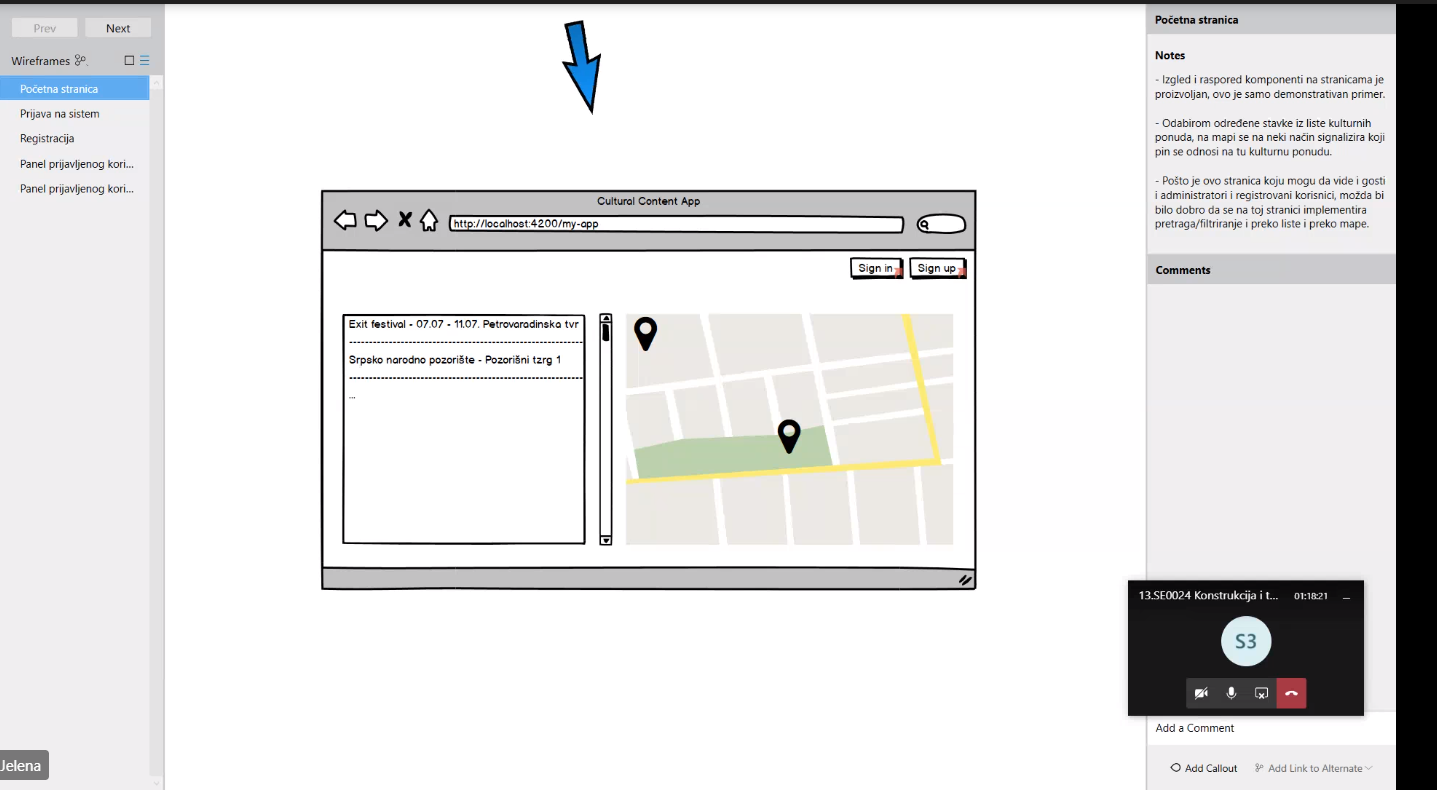 Prev
Next
Wireframes
Početna stranica
Prijava na sistem
Registracija
Panel prijavljenog kori...
Panel prijavljenog kori...
Cultural Content App
http://localhost:4200/my-app
Sign in
Sign up
Exit festival - 07.07 - 11.07. Petrovaradinska tvr
Srpsko narodno pozorište - Pozorišni tzrg 1
...
Početna stranica
Notes
- Izgled i raspored komponenti na stranicama je
proizvoljan, ovo je samo demonstrativan primer.
- Odabirom određene stavke iz liste kulturnih
ponuda, na mapi se na neki način signalizira koji
pin se odnosi na tu kulturnu ponudu.
- Pošto je ovo stranica koju mogu da vide i gosti
i administratori i registrovani korisnici, možda bi
bilo dobro da se na toj stranici implementira
pretraga/filtriranje i preko liste i preko mape.
Comments
13.SE0024 Konstrukcija i t...
01:18:21
S3
Add a Comment
Add Callout
Add Link to Alternate
Jelena